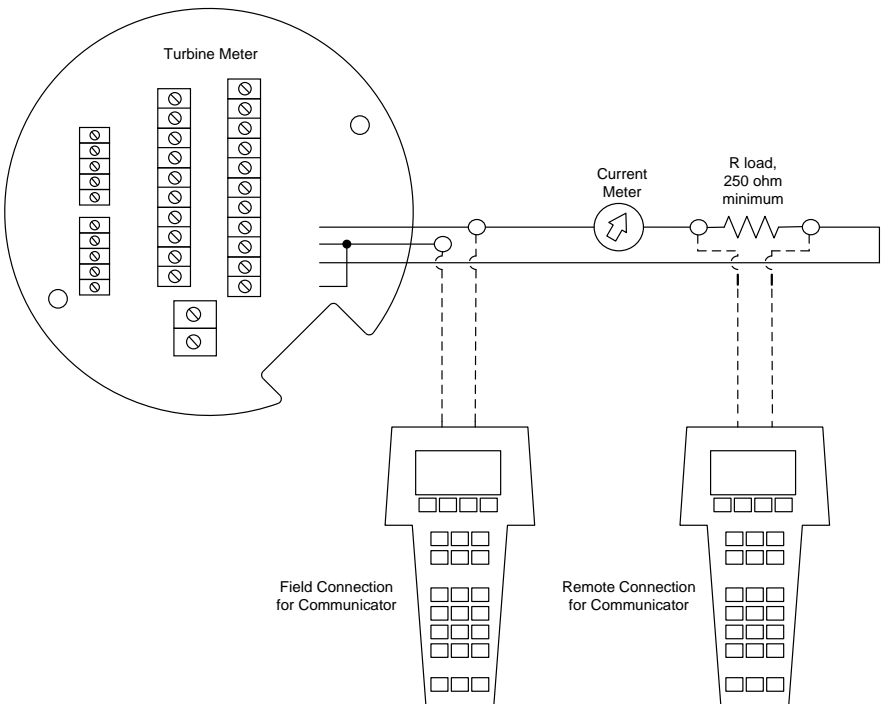 Turbine Meter
Current
Meter
R load,
250 ohm
minimum
Field Connection
for Communicator
Remote Connection
for Communicator